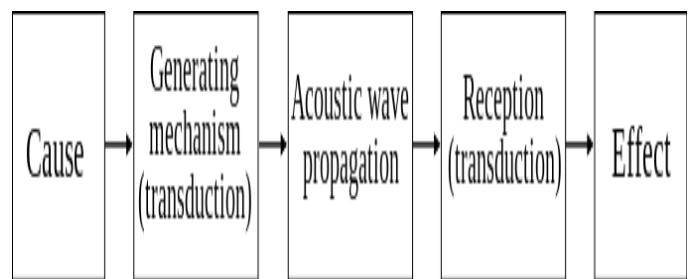 Cause
Generating
mechanism
(transduction)
Acoustic wave
propagation
Reception
(transduction)
Effect